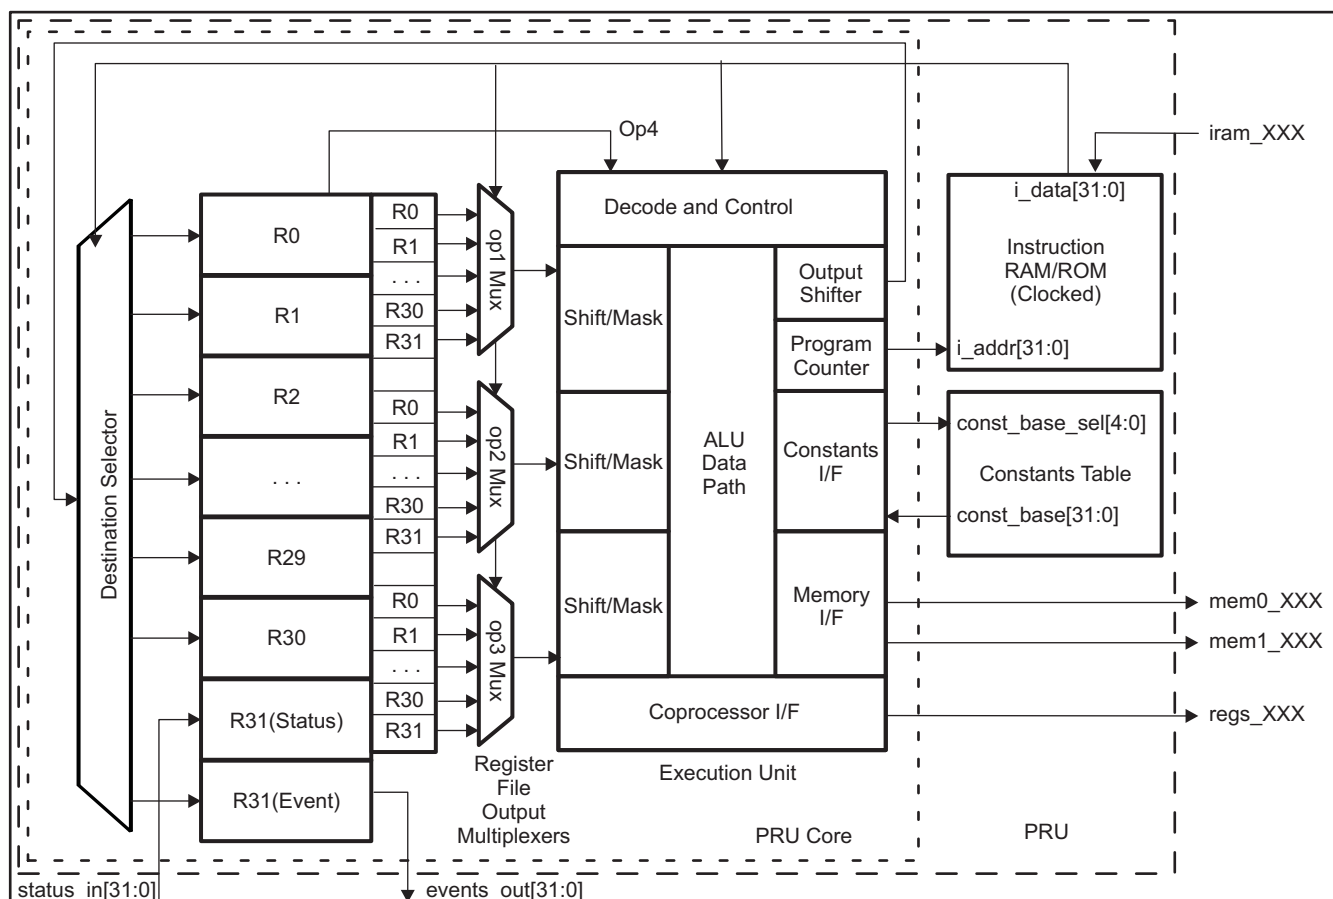 Op4
iram_XXX
i_data[31:0]
Instruction
RAM/ROM
(Clocked)
i_addr[31:0]
Destination Selector
R0
R1
R2
. . .
R29
R30
R31(Status)
R31(Event)
R0
R1
. . .
R30
R31
R0
R1
. . .
R30
R31
R0
R1
. . .
R30
R31
op1 Mux
op2 Mux
op3 Mux
Register
File
Output
Multiplexers
Decode and Control
Shift/Mask
Shift/Mask
Shift/Mask
ALU
Data
Path
Output
Shifter
Program
Counter
Constants
I/F
Memory
I/F
Coprocessor I/F
Execution Unit
const_base_sel[4:0]
Constants Table
const_base[31:0]
mem0_XXX
mem1_XXX
regs_XXX
PRU Core
PRU
status_in[31:0]
events_out[31:0]